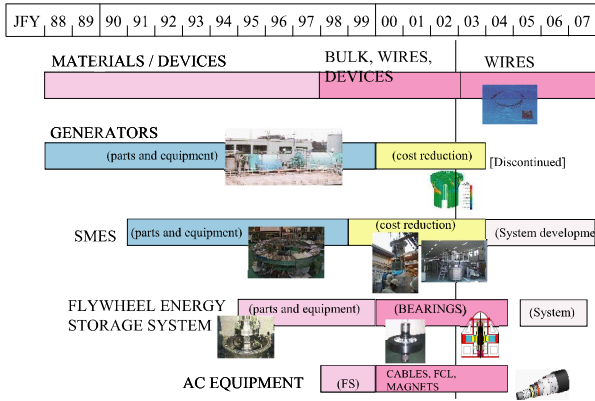 JFY 88 89 90 91 92 93 94 95 96 97 98 99 00 01 02 03 04 05 06 07
MATERIALS / DEVICES
BULK, WIRES,
DEVICES
WIRES
GENERATORS
(parts and equipment)
(cost reduction)
[Discontinued]
SMES
(parts and equipment)
(cost reduction)
(System developme
FLYWHEEL ENERGY
STORAGE SYSTEM
(parts and equipment)
(BEARINGS)
(System)
AC EQUIPMENT
(FS)
CABLES, FCL,
MAGNETS